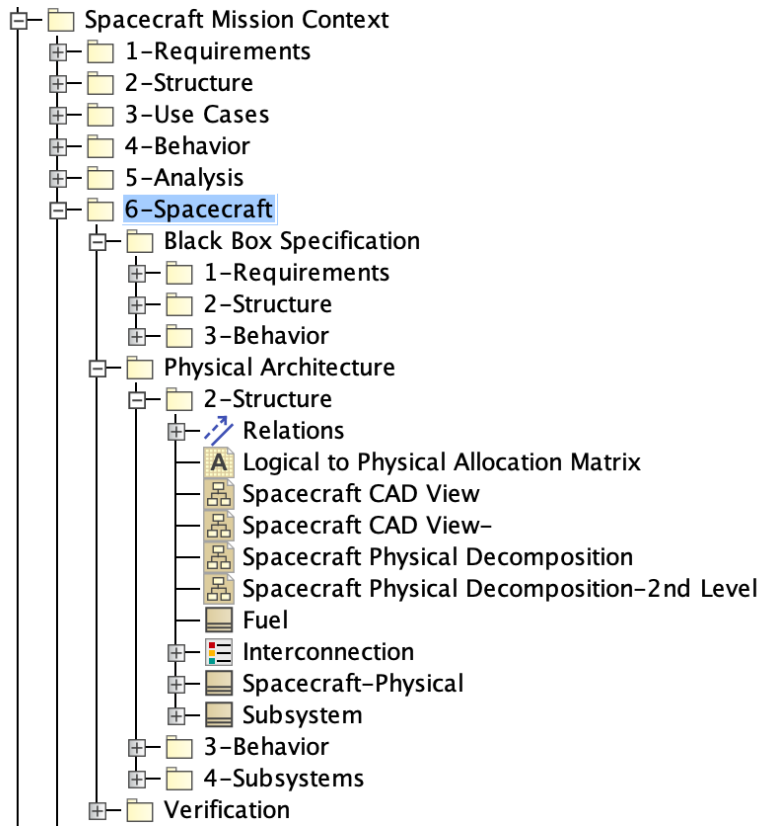 Spacecraft Mission Context
1-Requirements
2-Structure
3-Use Cases
4-Behavior
5-Analysis
6-Spacecraft
Black Box Specification
1-Requirements
2-Structure
3-Behavior
Physical Architecture
2-Structure
Relations
A Logical to Physical Allocation Matrix
Spacecraft CAD View
Spacecraft CAD View-
Spacecraft Physical Decomposition
Spacecraft Physical Decomposition-2nd Level
Fuel
Interconnection
Spacecraft-Physical
Subsystem
3-Behavior
4-Subsystems
Verification